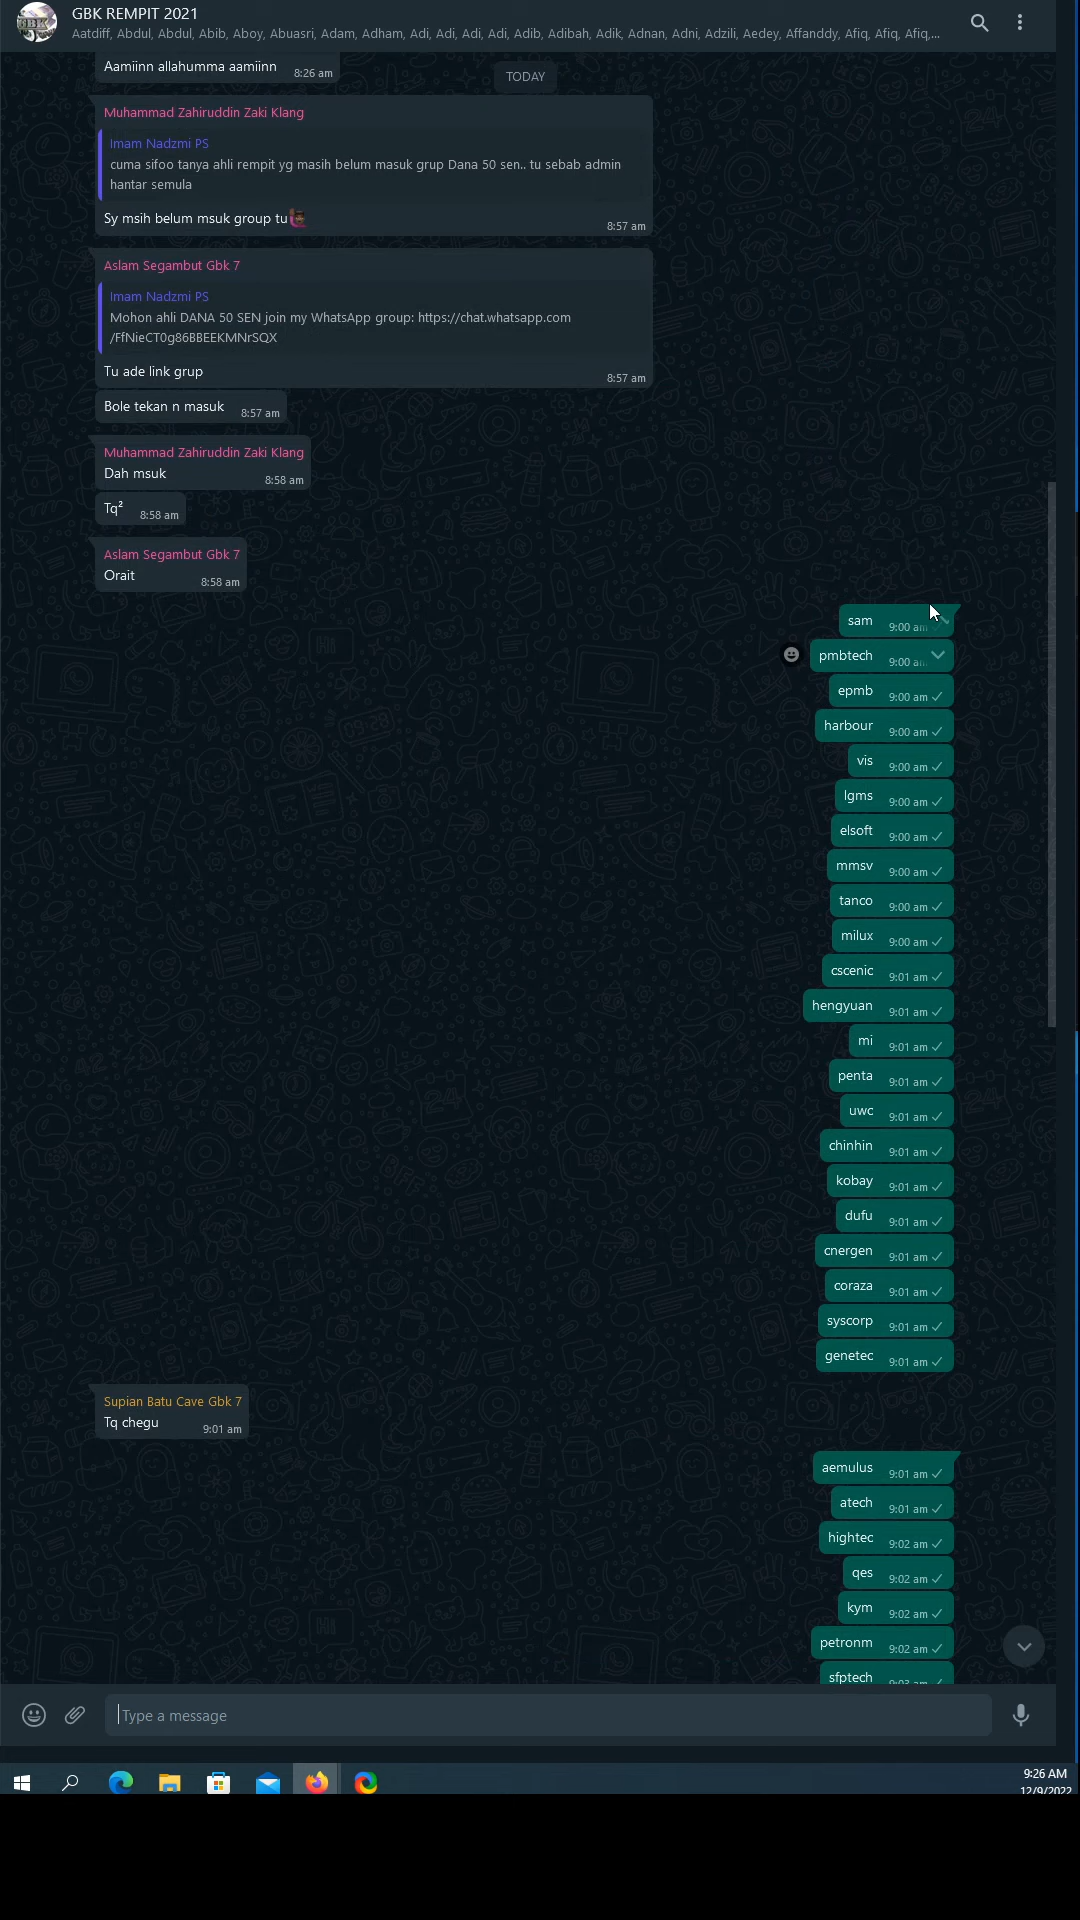 GBK REMPIT 2021
Aatdiff, Abdul, Abdul, Abib, Aboy, Abuasri, Adam, Adham, Adi, Adi, Adi, Adi, Adib, Adibah, Adik, Adnan, Adni, Adzili, Aedey, Affanddy, Afiq, Afiq, Afiq,...
Aamiinn allahumma aamiinn 8:26 am
TODAY
Muhammad Zahiruddin Zaki Klang
Imam Nadzmi PS
cuma sifoo tanya ahli rempit yg masih belum masuk grup Dana 50 sen.. tu sebab admin
hantar semula
Sy msih belum msuk group tu
8:57 am
Aslam Segambut Gbk 7
Imam Nadzmi PS
Mohon ahli DANA 50 SEN join my WhatsApp group: https://chat.whatsapp.com
/FfNieCT0g86BBEEKMNrSQX
Tu ade link grup
8:57 am
Bole tekan n masuk 8:57 am
Muhammad Zahiruddin Zaki Klang
Dah msuk 8:58 am
Tq² 8:58 am
Aslam Segambut Gbk 7
Orait 8:58 am
sam 9:00 am
pmbtech 9:00 a
epmb 9:00 am
harbour 9:00 am
vis 9:00 am
lgms 9:00 am
elsoft 9:00 am
mmsv 9:00 am
tanco 9:00 am
milux 9:00 am
cscenic 9:01 am
hengyuan 9:01 am
mi 9:01 am
penta 9:01 am
uwc 9:01 am
chinhin 9:01 am
kobay 9:01 am
dufu 9:01 am
cnergen 9:01 am
coraza 9:01 am
syscorp 9:01 am
genetec 9:01 am
Supian Batu Cave Gbk 7
Tq chegu 9:01 am
aemulus 9:01 am
atech 9:01 am
hightec 9:02 am
qes 9:02 am
kym 9:02 am
petronm 9:02 am
sfptech 9:03 am
Type a message
9:26 AM
12/9/2022